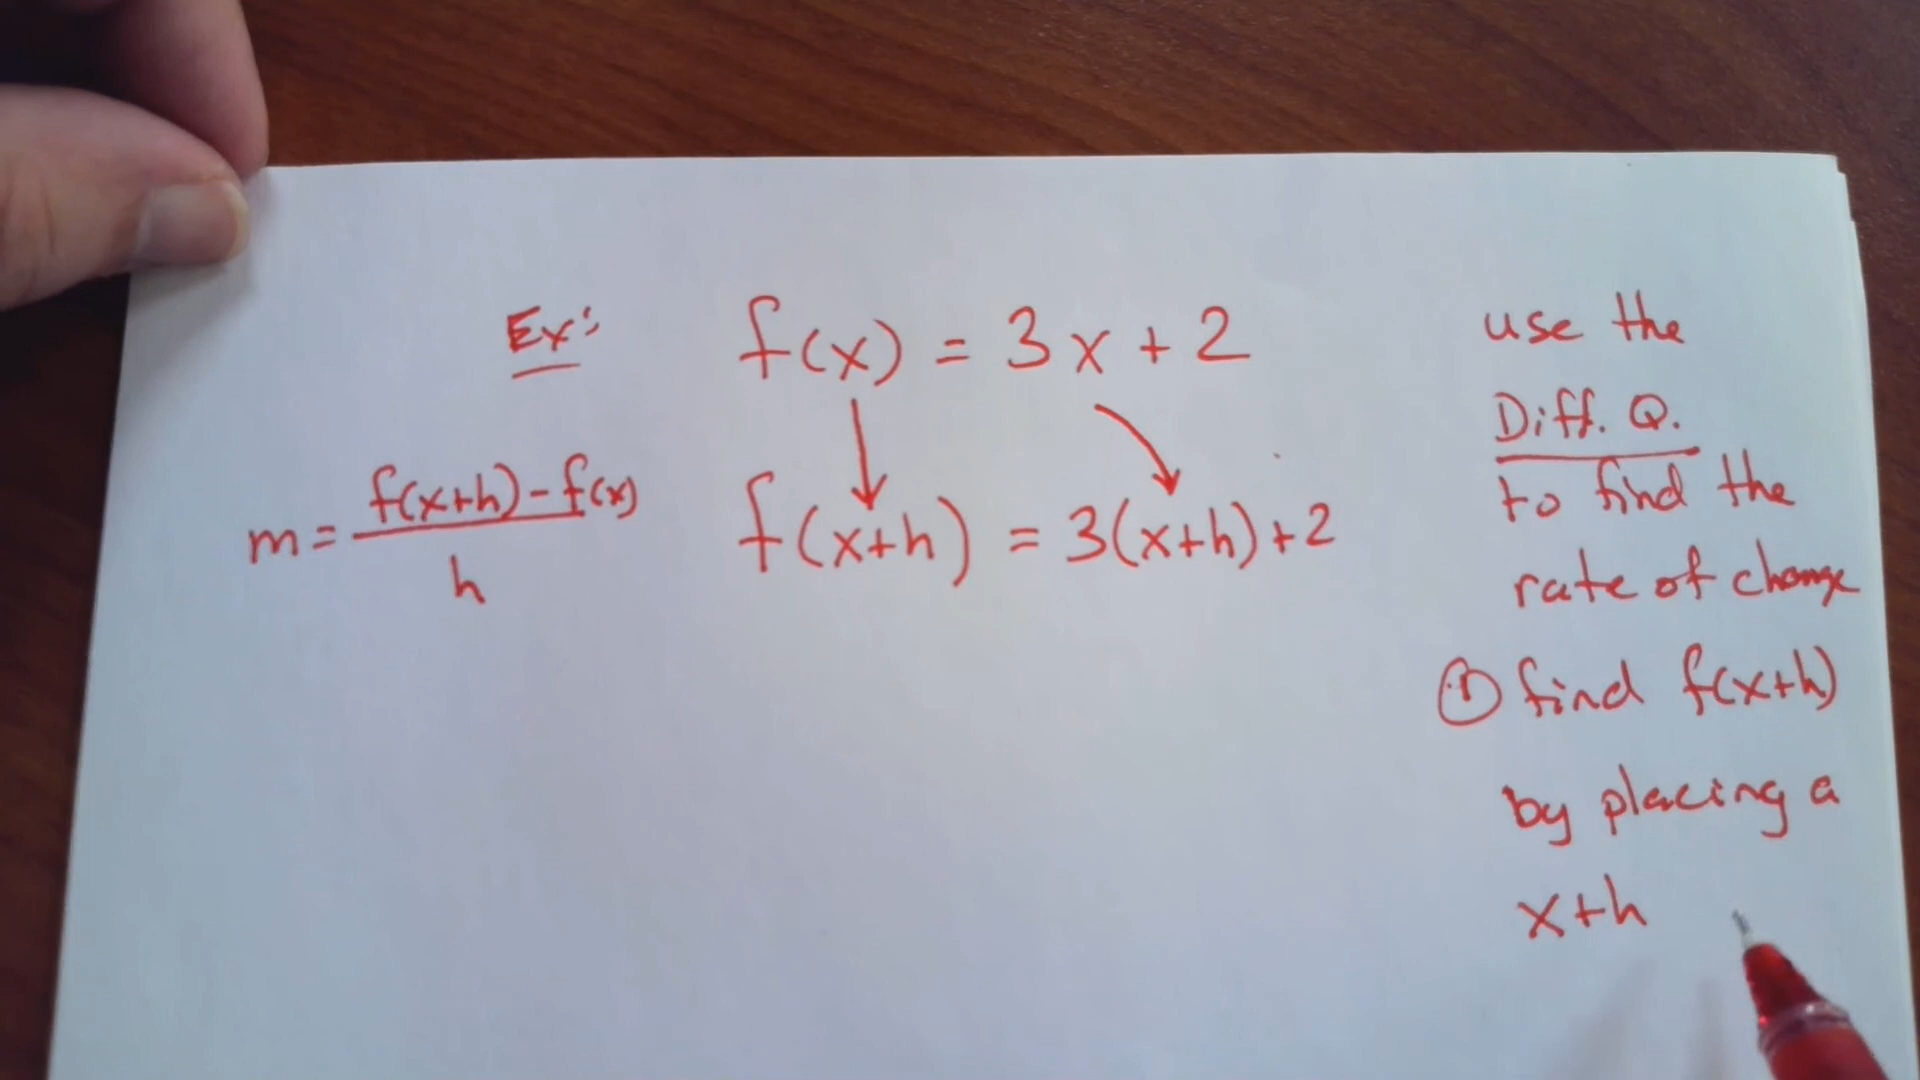 Ex:
f(x) = 3x + 2
m = f(x+h) - f(x) / h
f(x+h) = 3(x+h) + 2
use the
Diff. Q.
to find the
rate of change
① find f(x+h)
by placing a
x+h